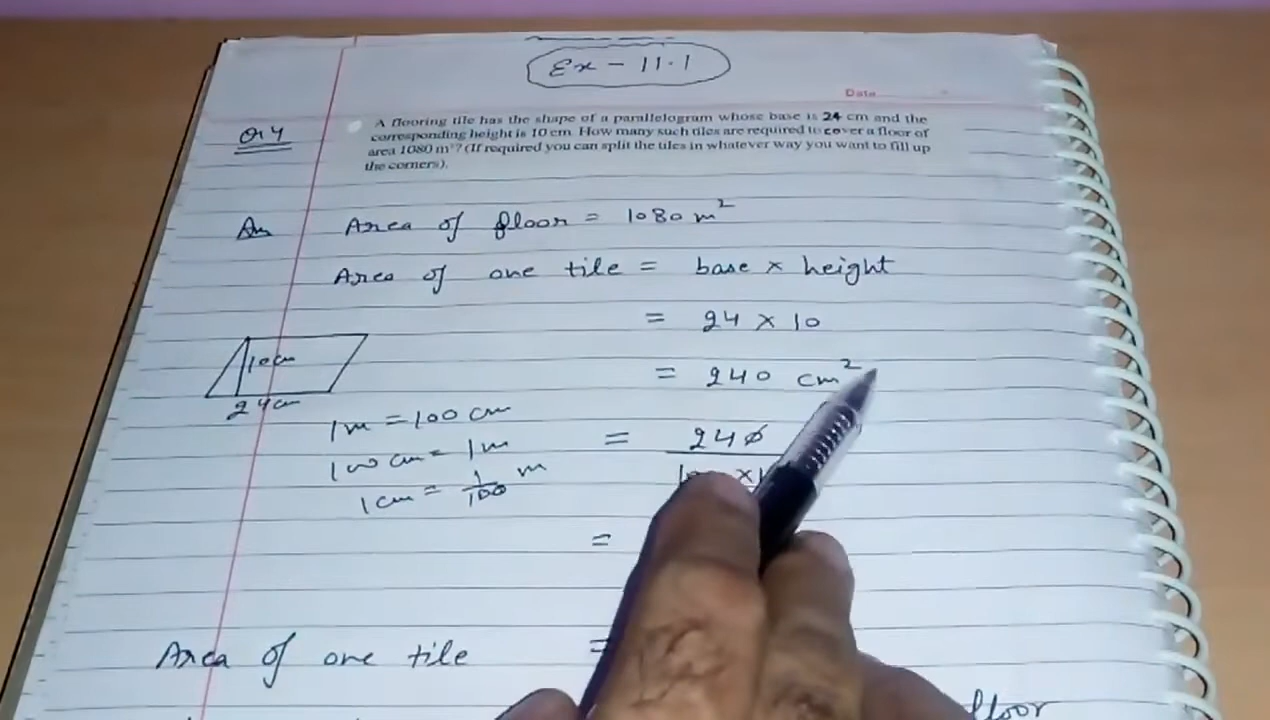 Ex - 11.1
Date
Q.4
A flooring tile has the shape of a parallelogram whose base is 24 cm and the
corresponding height is 10 cm. How many such tiles are required to cover a floor of
area 1080 m²? (If required you can split the tiles in whatever way you want to fill up
the corners).
Ans Area of floor = 1080 m²
Area of one tile = base × height
= 24 × 10
= 240 cm²
10cm
24cm
1m = 100 cm
100 cm = 1m
1cm = 1/100 m
= 240
=
Area of one tile =
floor